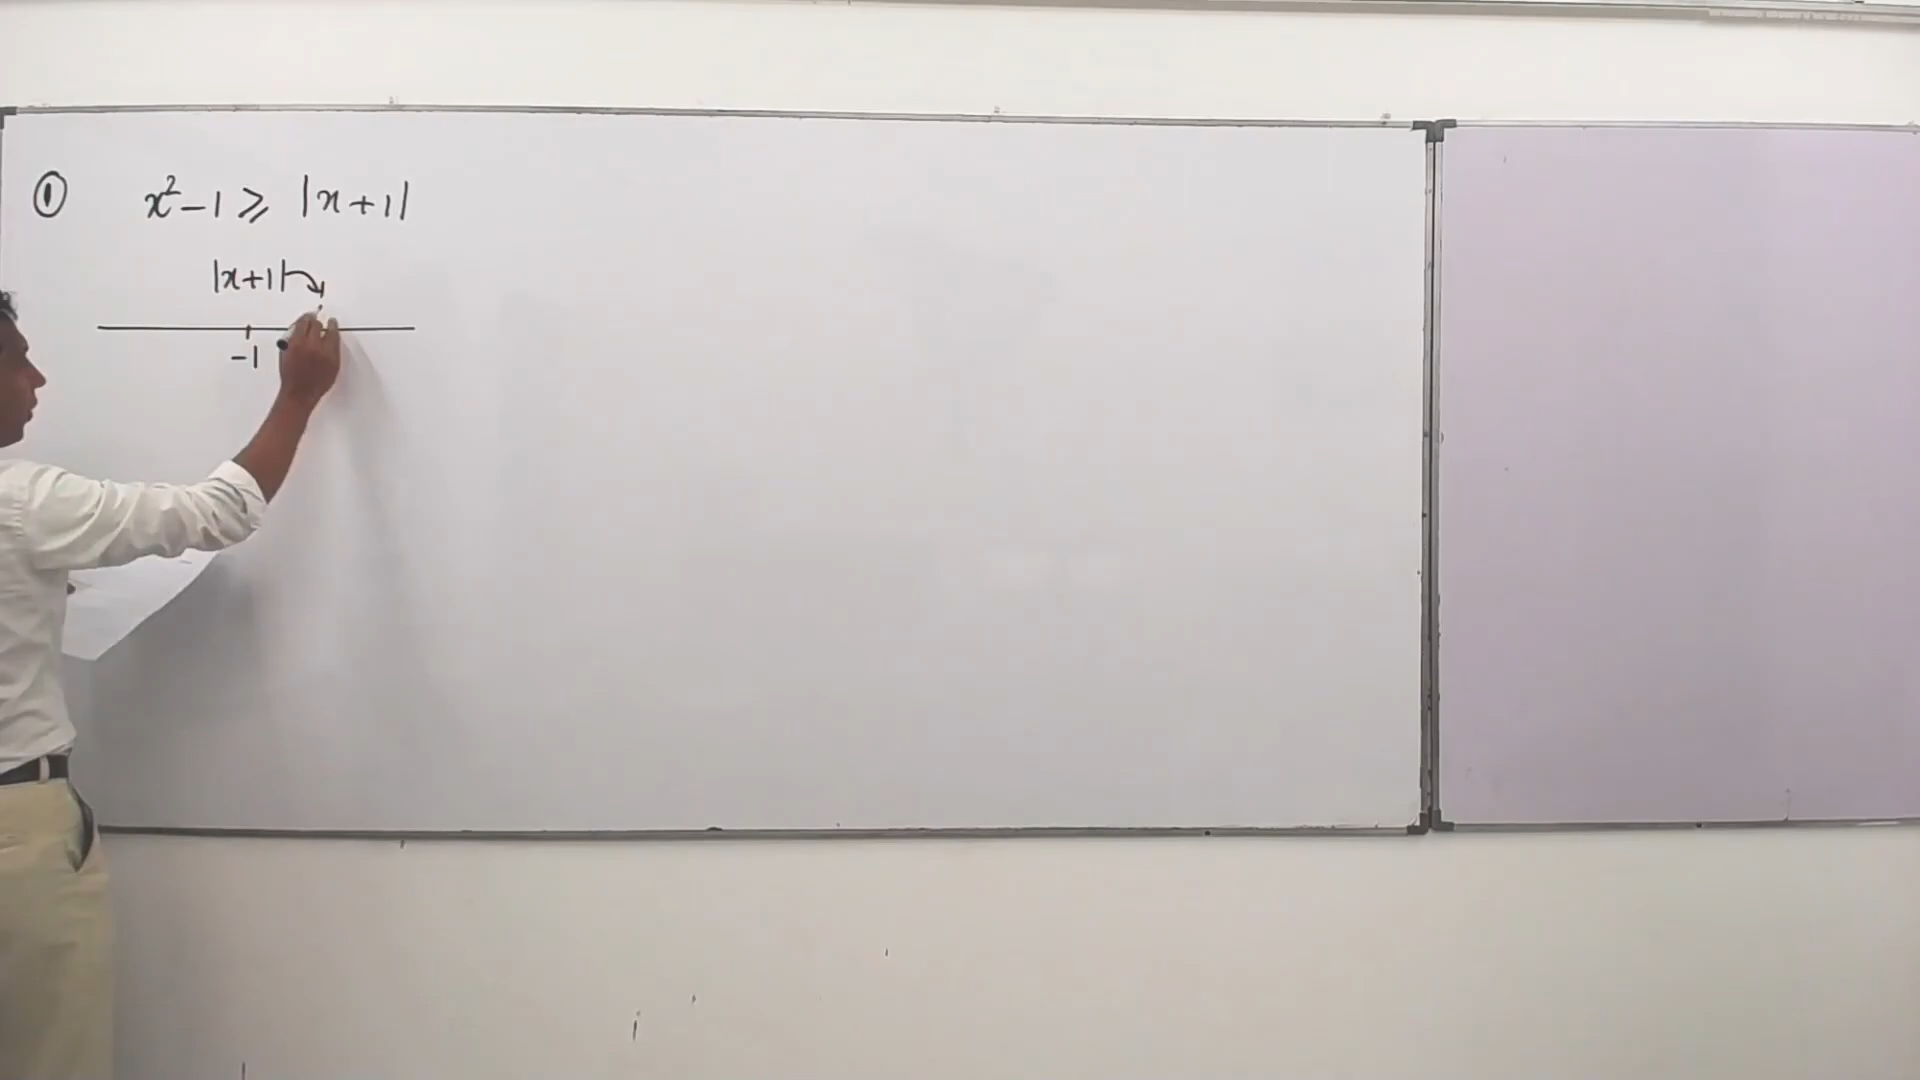 ① x² - 1 ⩾ |x + 1|
|x + 1|
-1